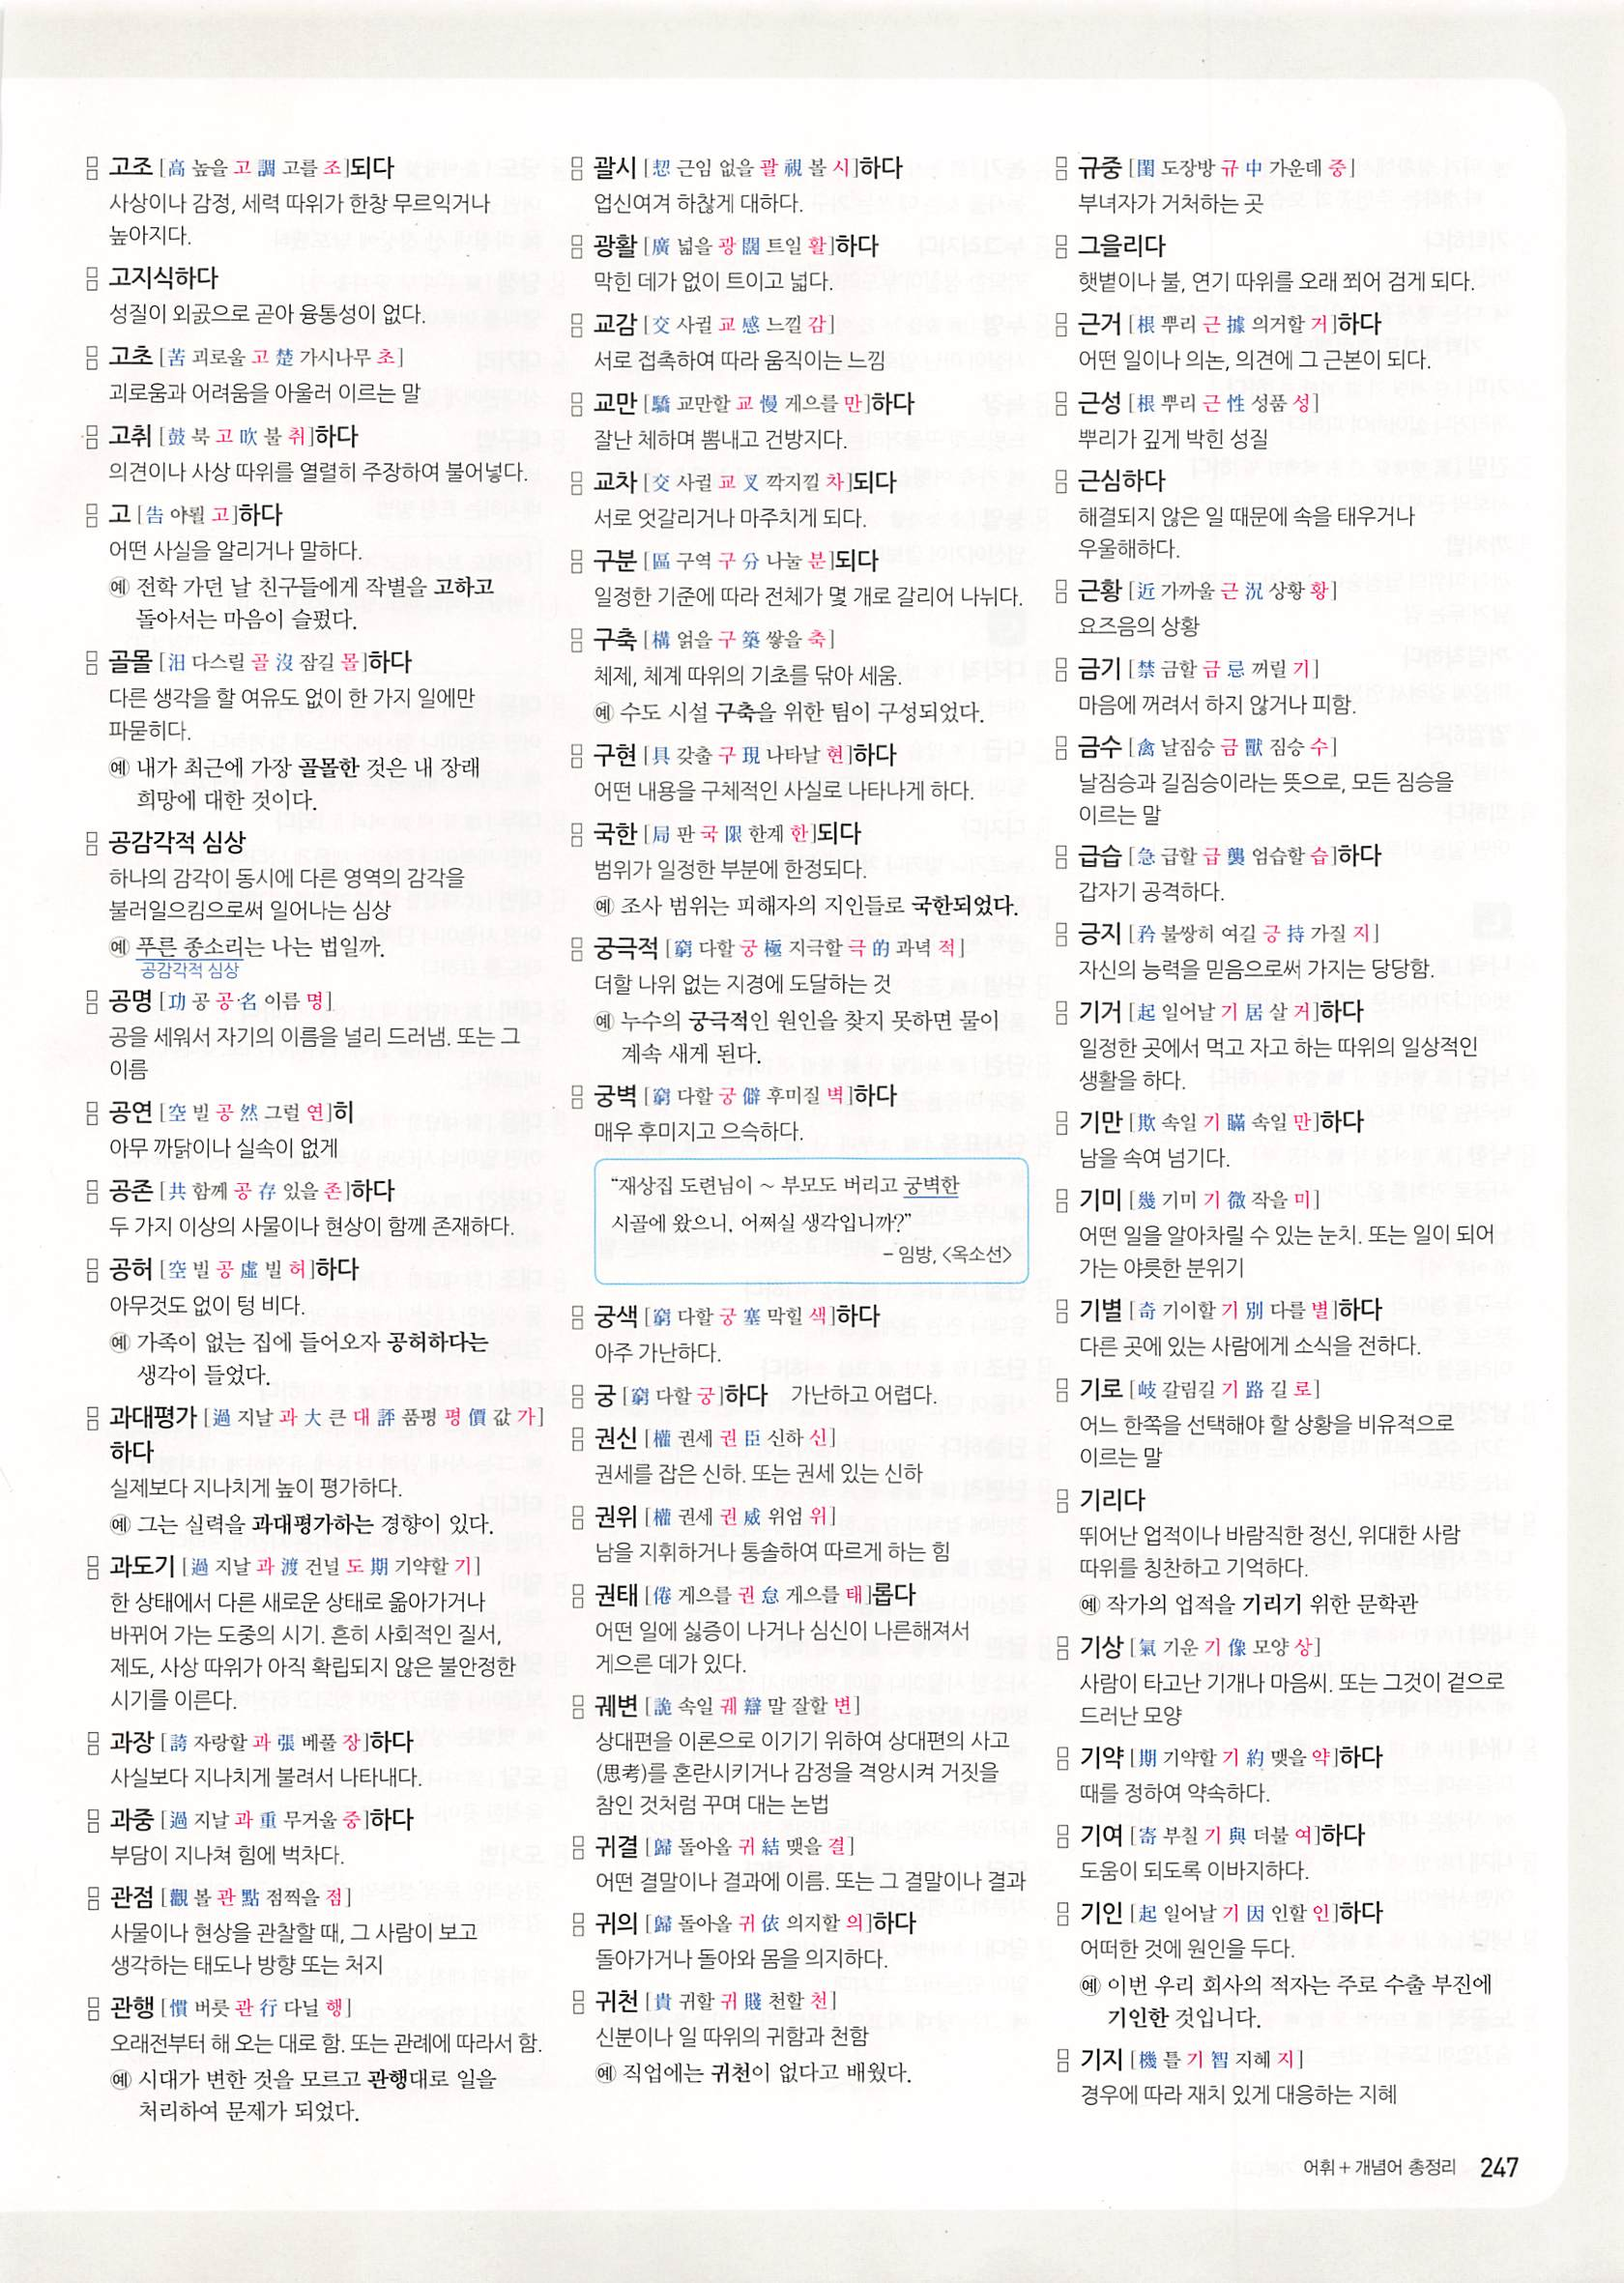 고조 [高 높을 고 調 고를 조]되다
사상이나 감정, 세력 따위가 한창 무르익거나
높아지다.
고지식하다
성질이 외곬으로 곧아 융통성이 없다.
고초 [苦 괴로울 고 楚 가시나무 초]
괴로움과 어려움을 아울러 이르는 말
고취 [鼓 북 고 吹 불 취]하다
의견이나 사상 따위를 열렬히 주장하여 불어넣다.
고 [告 아뢸 고]하다
어떤 사실을 알리거나 말하다.
예 전학 가던 날 친구들에게 작별을 고하고
돌아서는 마음이 슬펐다.
골몰 [汨 다스릴 골 沒 잠길 몰]하다
다른 생각을 할 여유도 없이 한 가지 일에만
파묻히다.
예 내가 최근에 가장 골몰한 것은 내 장래
희망에 대한 것이다.
공감각적 심상
하나의 감각이 동시에 다른 영역의 감각을
불러일으킴으로써 일어나는 심상
예 푸른 종소리는 나는 법일까.
공감각적 심상
공명 [功 공 공·名 이름 명]
공을 세워서 자기의 이름을 널리 드러냄. 또는 그
이름
공연 [空 빌 공 然 그럴 연]히
아무 까닭이나 실속이 없게
공존 [共 함께 공 存 있을 존]하다
두 가지 이상의 사물이나 현상이 함께 존재하다.
공허 [空 빌 공 虛 빌 허]하다
아무것도 없이 텅 비다.
예 가족이 없는 집에 들어오자 공허하다는
생각이 들었다.
과대평가 [過 지날 과 大 큰 대 評 품평 평 價 값 가]
하다
실제보다 지나치게 높이 평가하다.
예 그는 실력을 과대평가하는 경향이 있다.
과도기 [過 지날 과 渡 건널 도 期 기약할 기]
한 상태에서 다른 새로운 상태로 옮아가거나
바뀌어 가는 도중의 시기. 흔히 사회적인 질서,
제도, 사상 따위가 아직 확립되지 않은 불안정한
시기를 이른다.
과장 [誇 자랑할 과 張 베풀 장]하다
사실보다 지나치게 불려서 나타내다.
과중 [過 지날 과 重 무거울 중]하다
부담이 지나쳐 힘에 벅차다.
관점 [觀 볼 관 點 점찍을 점]
사물이나 현상을 관찰할 때, 그 사람이 보고
생각하는 태도나 방향 또는 처지
관행 [慣 버릇 관 行 다닐 행]
오래전부터 해 오는 대로 함. 또는 관례에 따라서 함.
예 시대가 변한 것을 모르고 관행대로 일을
처리하여 문제가 되었다.
괄시 [恝 근임 없을 괄 視 볼 시]하다
업신여겨 하찮게 대하다.
광활 [廣 넓을 광 闊 트일 활]하다
막힌 데가 없이 트이고 넓다.
교감 [交 사귈 교 感 느낄 감]
서로 접촉하여 따라 움직이는 느낌
교만 [驕 교만할 교 慢 게으를 만]하다
잘난 체하며 뽐내고 건방지다.
교차 [交 사귈 교 叉 깍지낄 차]되다
서로 엇갈리거나 마주치게 되다.
구분 [區 구역 구 分 나눌 분]되다
일정한 기준에 따라 전체가 몇 개로 갈리어 나뉘다.
구축 [構 얽을 구 築 쌓을 축]
체제, 체계 따위의 기초를 닦아 세움.
예 수도 시설 구축을 위한 팀이 구성되었다.
구현 [具 갖출 구 現 나타날 현]하다
어떤 내용을 구체적인 사실로 나타나게 하다.
국한 [局 판 국 限 한계 한]되다
범위가 일정한 부분에 한정되다.
예 조사 범위는 피해자의 지인들로 국한되었다.
궁극적 [窮 다할 궁 極 지극할 극 的 과녁 적]
더할 나위 없는 지경에 도달하는 것
예 누수의 궁극적인 원인을 찾지 못하면 물이
계속 새게 된다.
궁벽 [窮 다할 궁 僻 후미질 벽]하다
매우 후미지고 으슥하다.
“재상집 도련님이 ~ 부모도 버리고 궁벽한
시골에 왔으니, 어쩌실 생각입니까?”
– 임방, <옥소선>
궁색 [窮 다할 궁 塞 막힐 색]하다
아주 가난하다.
궁 [窮 다할 궁]하다 가난하고 어렵다.
권신 [權 권세 권 臣 신하 신]
권세를 잡은 신하. 또는 권세 있는 신하
권위 [權 권세 권 威 위엄 위]
남을 지휘하거나 통솔하여 따르게 하는 힘
권태 [倦 게으를 권 怠 게으를 태]롭다
어떤 일에 싫증이 나거나 심신이 나른해져서
게으른 데가 있다.
궤변 [詭 속일 궤 辯 말 잘할 변]
상대편을 이론으로 이기기 위하여 상대편의 사고
(思考)를 혼란시키거나 감정을 격앙시켜 거짓을
참인 것처럼 꾸며 대는 논법
귀결 [歸 돌아올 귀 結 맺을 결]
어떤 결말이나 결과에 이름. 또는 그 결말이나 결과
귀의 [歸 돌아올 귀 依 의지할 의]하다
돌아가거나 돌아와 몸을 의지하다.
귀천 [貴 귀할 귀 賤 천할 천]
신분이나 일 따위의 귀함과 천함
예 직업에는 귀천이 없다고 배웠다.
규중 [閨 도장방 규 中 가운데 중]
부녀자가 거처하는 곳
그을리다
햇볕이나 불, 연기 따위를 오래 쬐어 검게 되다.
근거 [根 뿌리 근 據 의거할 거]하다
어떤 일이나 의논, 의견에 그 근본이 되다.
근성 [根 뿌리 근 性 성품 성]
뿌리가 깊게 박힌 성질
근심하다
해결되지 않은 일 때문에 속을 태우거나
우울해하다.
근황 [近 가까울 근 況 상황 황]
요즈음의 상황
금기 [禁 금할 금 忌 꺼릴 기]
마음에 꺼려서 하지 않거나 피함.
금수 [禽 날짐승 금 獸 짐승 수]
날짐승과 길짐승이라는 뜻으로, 모든 짐승을
이르는 말
급습 [急 급할 급 襲 엄습할 습]하다
갑자기 공격하다.
긍지 [矜 불쌍히 여길 긍 持 가질 지]
자신의 능력을 믿음으로써 가지는 당당함.
기거 [起 일어날 기 居 살 거]하다
일정한 곳에서 먹고 자고 하는 따위의 일상적인
생활을 하다.
기만 [欺 속일 기 瞞 속일 만]하다
남을 속여 넘기다.
기미 [幾 기미 기 微 작을 미]
어떤 일을 알아차릴 수 있는 눈치. 또는 일이 되어
가는 야릇한 분위기
기별 [奇 기이할 기 別 다를 별]하다
다른 곳에 있는 사람에게 소식을 전하다.
기로 [岐 갈림길 기 路 길 로]
어느 한쪽을 선택해야 할 상황을 비유적으로
이르는 말
기리다
뛰어난 업적이나 바람직한 정신, 위대한 사람
따위를 칭찬하고 기억하다.
예 작가의 업적을 기리기 위한 문학관
기상 [氣 기운 기 像 모양 상]
사람이 타고난 기개나 마음씨. 또는 그것이 겉으로
드러난 모양
기약 [期 기약할 기 約 맺을 약]하다
때를 정하여 약속하다.
기여 [寄 부칠 기 與 더불 여]하다
도움이 되도록 이바지하다.
기인 [起 일어날 기 因 인할 인]하다
어떠한 것에 원인을 두다.
예 이번 우리 회사의 적자는 주로 수출 부진에
기인한 것입니다.
기지 [機 틀 기 智 지혜 지]
경우에 따라 재치 있게 대응하는 지혜
어휘 + 개념어 총정리 247